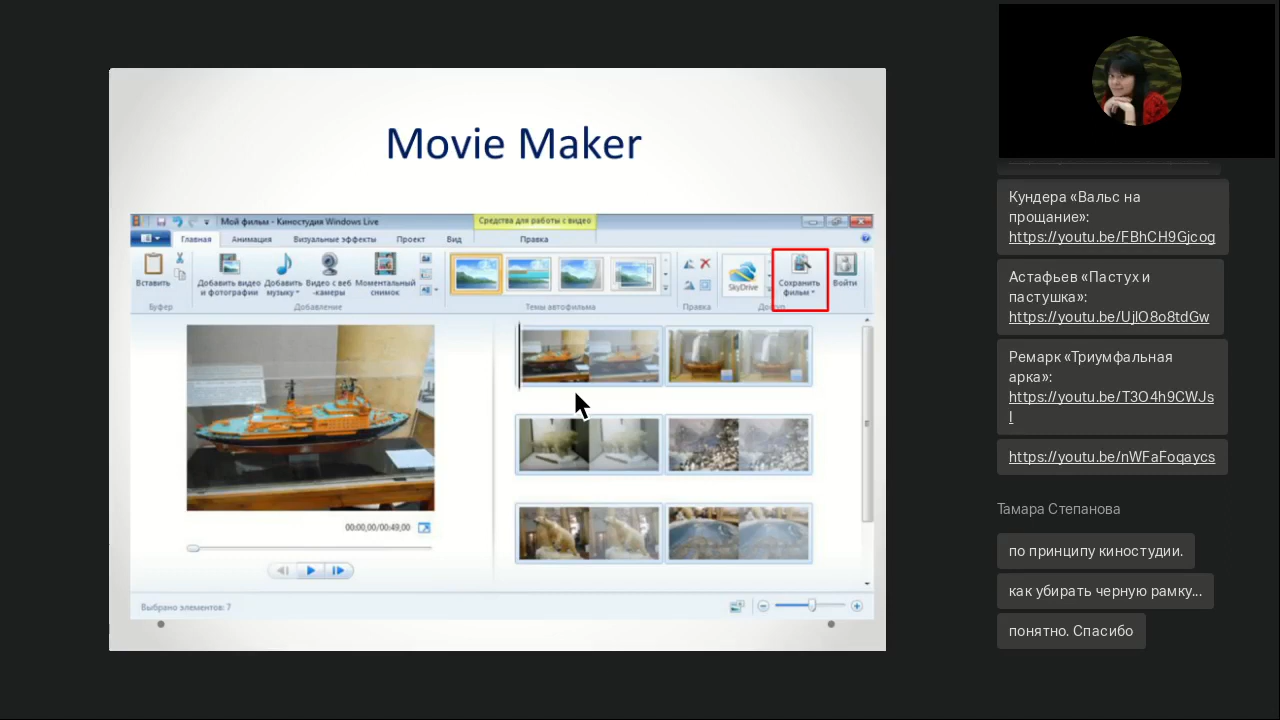 Movie Maker
Мой фильм - Киностудия Windows Live
Средства для работы с видео
Главная Анимация Визуальные эффекты Проект Вид Правка
Вставить
Добавить видео и фотографии
Добавить музыку
Видео с веб-камеры
Моментальный снимок
SkyDrive
Сохранить фильм
Войти
Буфер Добавление Темы автофильма Правка
00:00,00/00:49,00
Выбрано элементов: 7
Кундера «Вальс на
прощание»:
https://youtu.be/FBhCH9Gjcog
Астафьев «Пастух и
пастушка»:
https://youtu.be/UjlO8o8tdGw
Ремарк «Триумфальная
арка»:
https://youtu.be/T3O4h9CWJs
I
https://youtu.be/nWFaFoqaycs
Тамара Степанова
по принципу киностудии.
как убирать черную рамку...
понятно. Спасибо